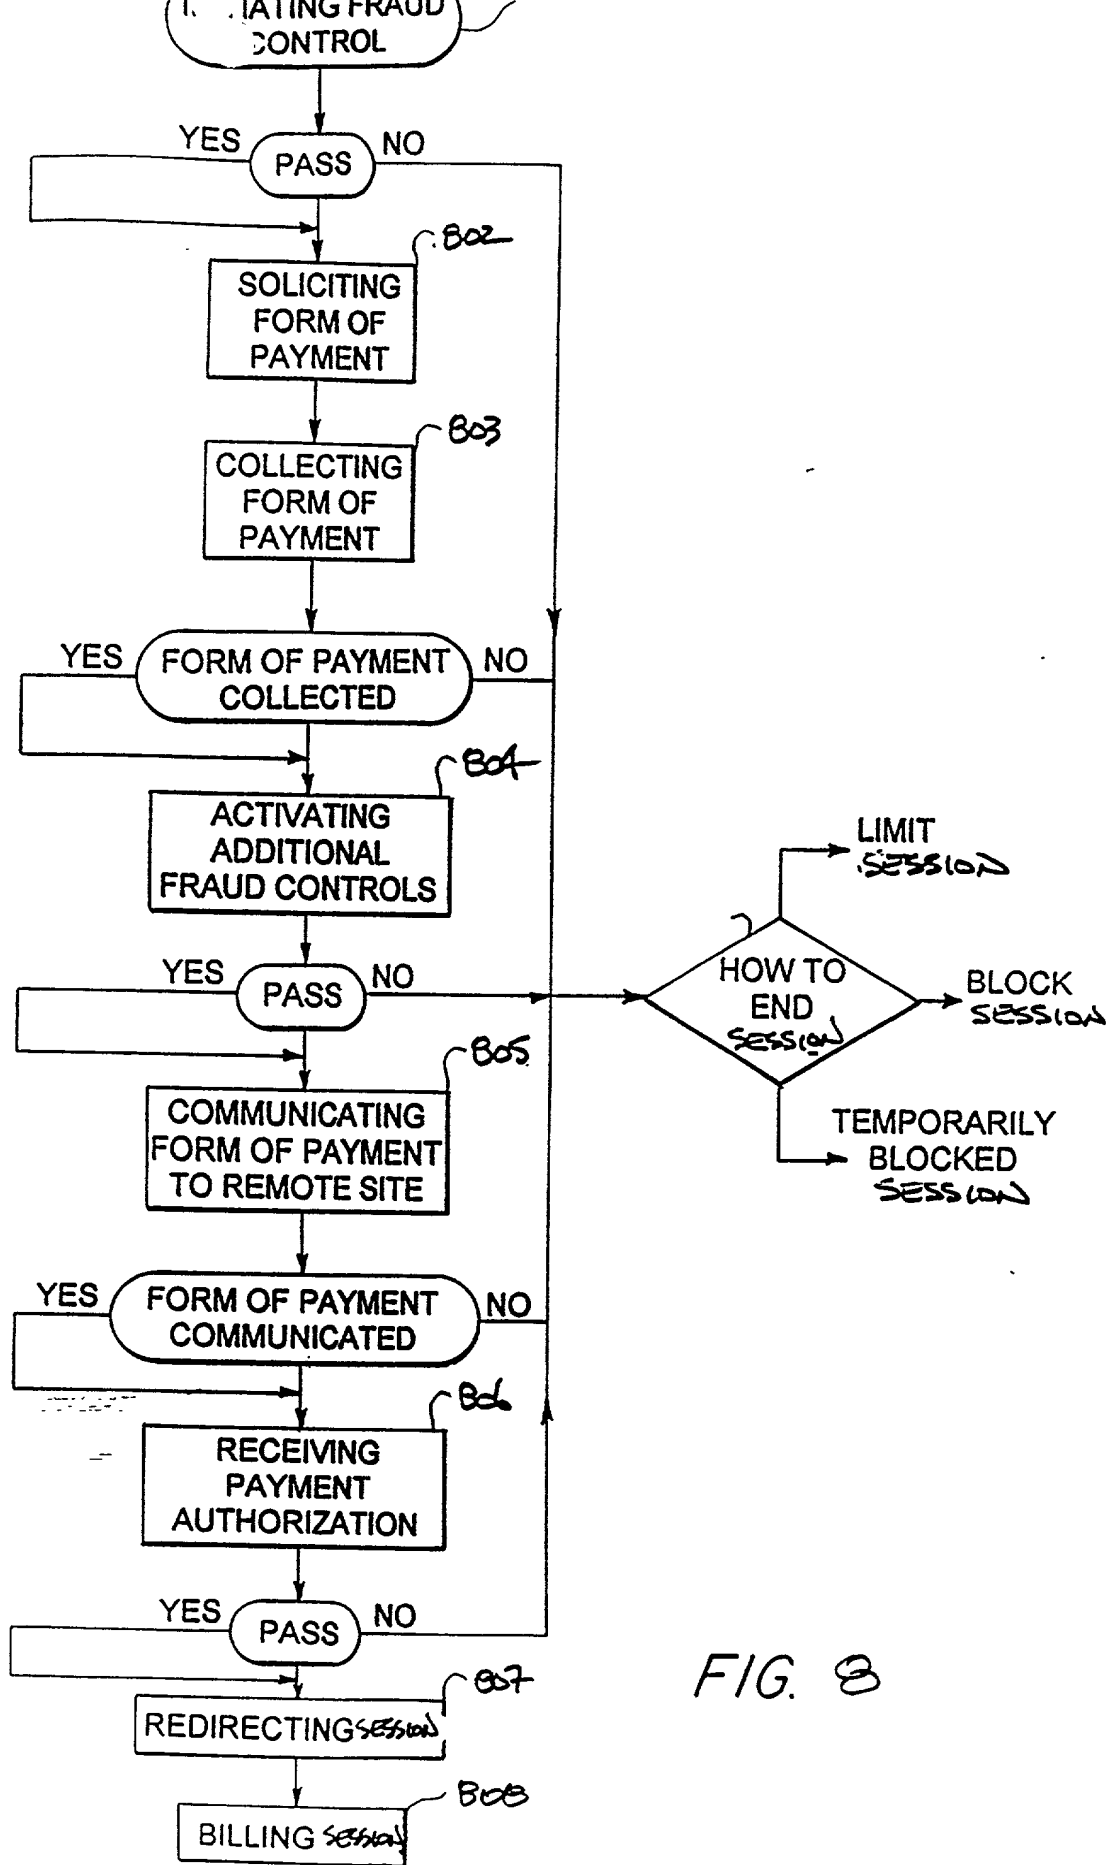 FRAUD
CONTROL
YES
PASS
NO
802
SOLICITING
FORM OF
PAYMENT
803
COLLECTING
FORM OF
PAYMENT
YES
FORM OF PAYMENT
COLLECTED
NO
804
ACTIVATING
ADDITIONAL
FRAUD CONTROLS
YES
PASS
NO
LIMIT
SESSION
HOW TO
END
SESSION
BLOCK
SESSION
TEMPORARILY
BLOCKED
SESSION
805
COMMUNICATING
FORM OF PAYMENT
TO REMOTE SITE
YES
FORM OF PAYMENT
COMMUNICATED
NO
806
RECEIVING
PAYMENT
AUTHORIZATION
YES
PASS
NO
807
REDIRECTING SESSION
808
BILLING SESSION
FIG. 8